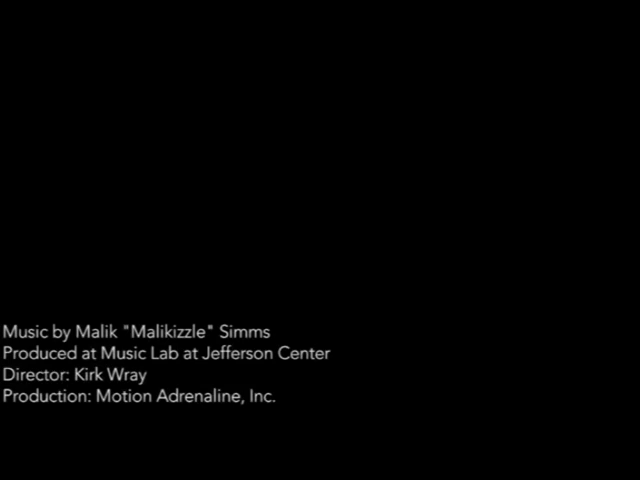 Music by Malik "Malikizzle" Simms
Produced at Music Lab at Jefferson Center
Director: Kirk Wray
Production: Motion Adrenaline, Inc.